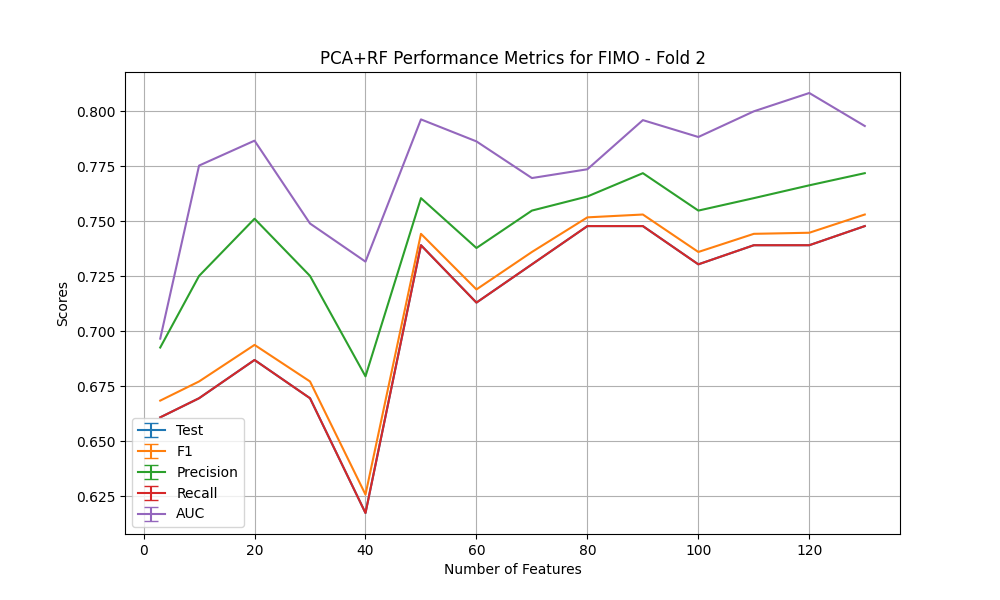 PCA+RF Performance Metrics for FIMO - Fold 2
Scores
0.800
0.775
0.750
0.725
0.700
0.675
0.650
0.625
Test
F1
Precision
Recall
AUC
0 20 40 60 80 100 120
Number of Features